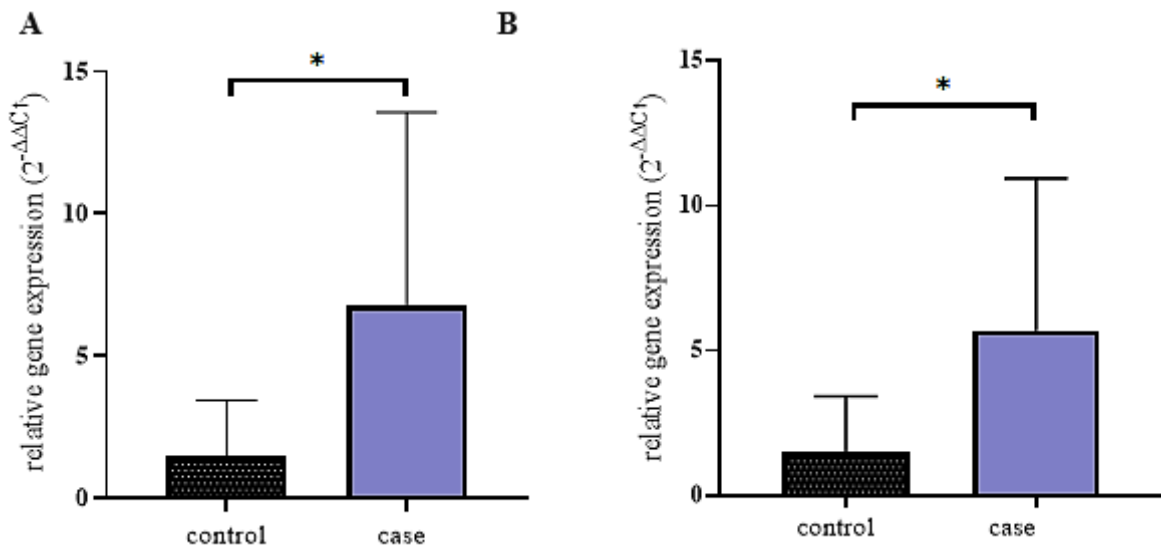 A
relative gene expression (2^-ΔΔCt)
15
10
5
0
*
control
case
B
relative gene expression (2^-ΔΔCt)
15
10
5
0
*
control
case